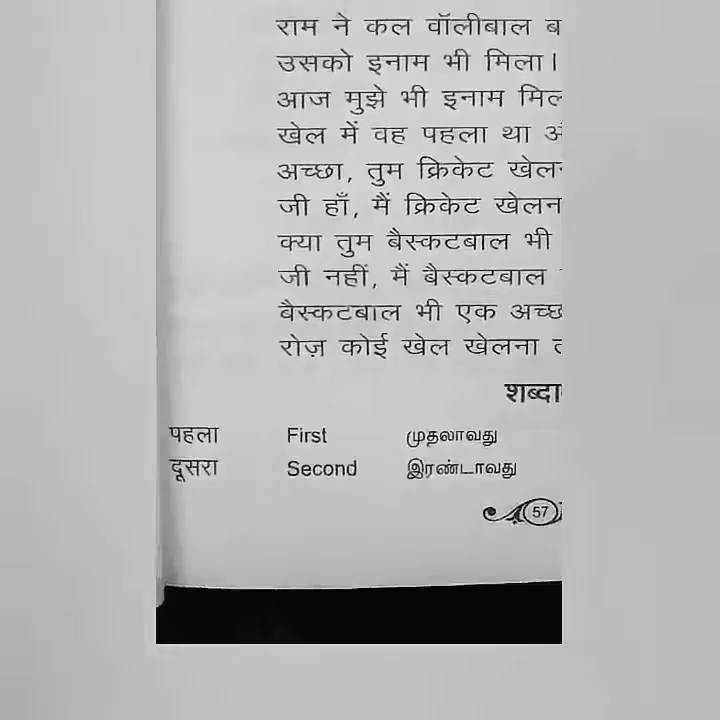 राम ने कल वॉलीबाल
उसको इनाम भी मिला।
आज मुझे भी इनाम
खेल में वह पहला था
अच्छा, तुम क्रिकेट
जी हाँ, मैं क्रिकेट
क्या तुम बैस्कटबाल भी
जी नहीं, मैं बैस्कटबाल
बैस्कटबाल भी एक
रोज़ कोई खेल खेलना
पहला First முதலாவது
दूसरा Second இரண்டாவது
57